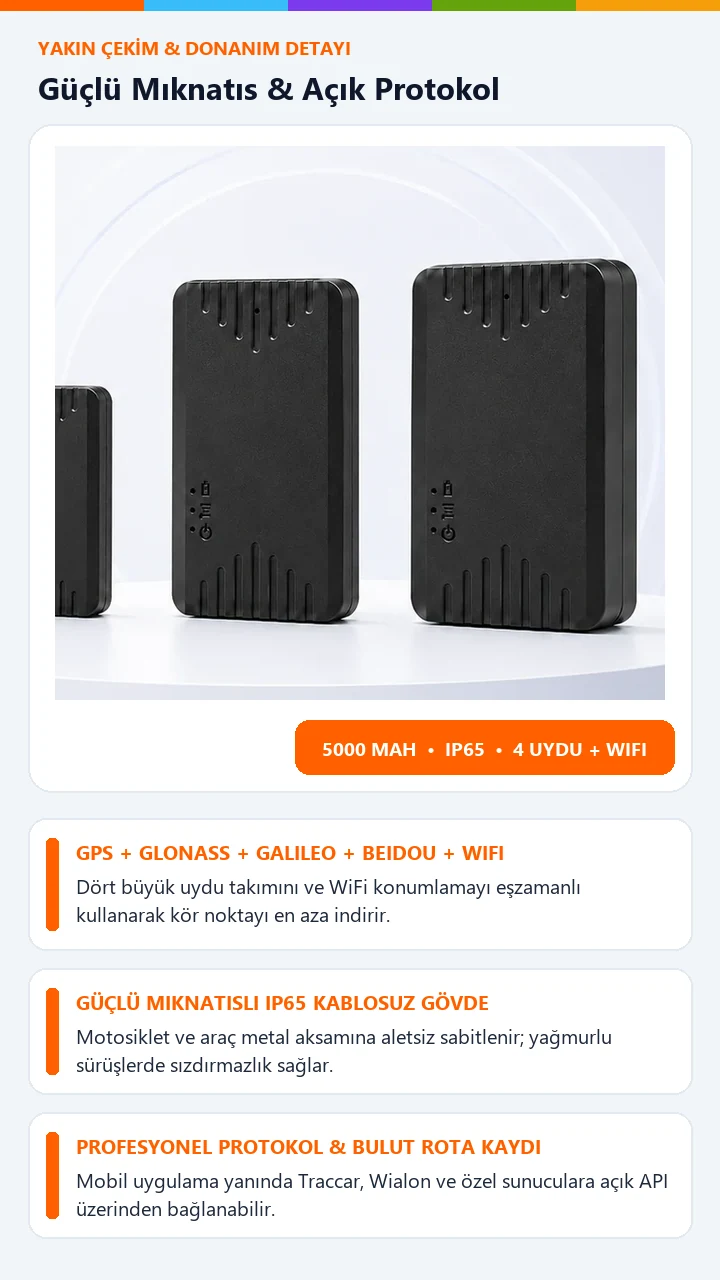 YAKIN ÇEKİM & DONANIM DETAYI
Güçlü Mıknatıs & Açık Protokol
5000 MAH • IP65 • 4 UYDU + WIFI
GPS + GLONASS + GALILEO + BEIDOU + WIFI
Dört büyük uydu takımını ve WiFi konumlamayı eşzamanlı
kullanarak kör noktayı en aza indirir.
GÜÇLÜ MIKNATISLI IP65 KABLOSUZ GÖVDE
Motosiklet ve araç metal aksamına aletsiz sabitlenir; yağmurlu
sürüşlerde sızdırmazlık sağlar.
PROFESYONEL PROTOKOL & BULUT ROTA KAYDI
Mobil uygulama yanında Traccar, Wialon ve özel sunuculara açık API
üzerinden bağlanabilir.